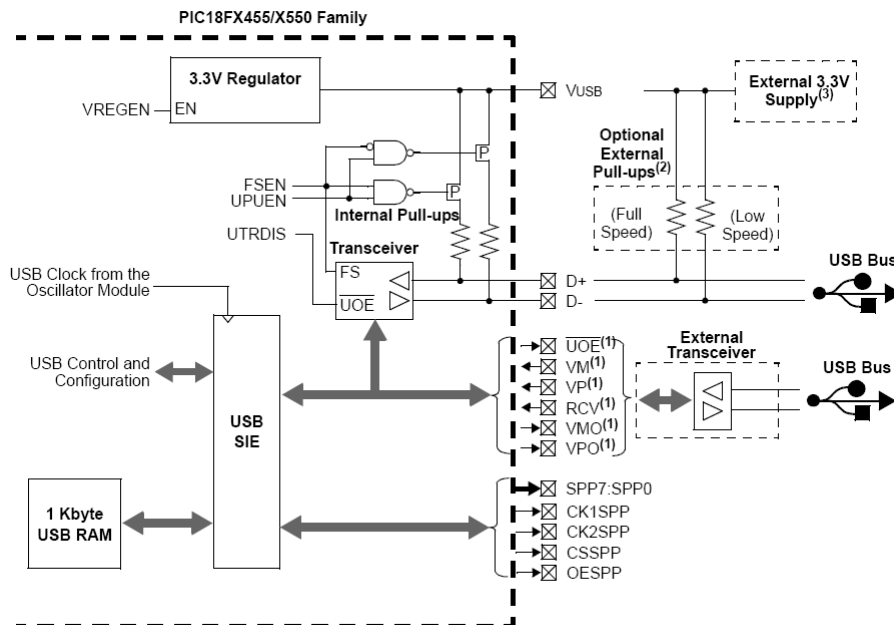 PIC18FX455/X550 Family
3.3V Regulator
EN
VREGEN
VUSB
External 3.3V
Supply(3)
Optional
External
Pull-ups(2)
P
P
FSEN
UPUEN
Internal Pull-ups
(Full
Speed)
(Low
Speed)
UTRDIS
Transceiver
FS
UOE
D+
D-
USB Bus
USB Clock from the
Oscillator Module
USB Control and
Configuration
USB
SIE
UOE(1)
VM(1)
VP(1)
RCV(1)
VMO(1)
VPO(1)
External
Transceiver
USB Bus
1 Kbyte
USB RAM
SPP7:SPP0
CK1SPP
CK2SPP
CSSPP
OESPP